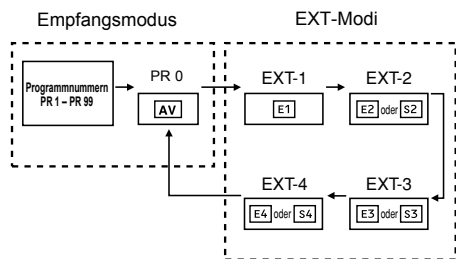 Empfangsmodus
EXT-Modi
Programmnummern
PR 1 – PR 99
PR 0
AV
EXT-1
E1
EXT-2
E2 oder S2
EXT-4
E4 oder S4
EXT-3
E3 oder S3